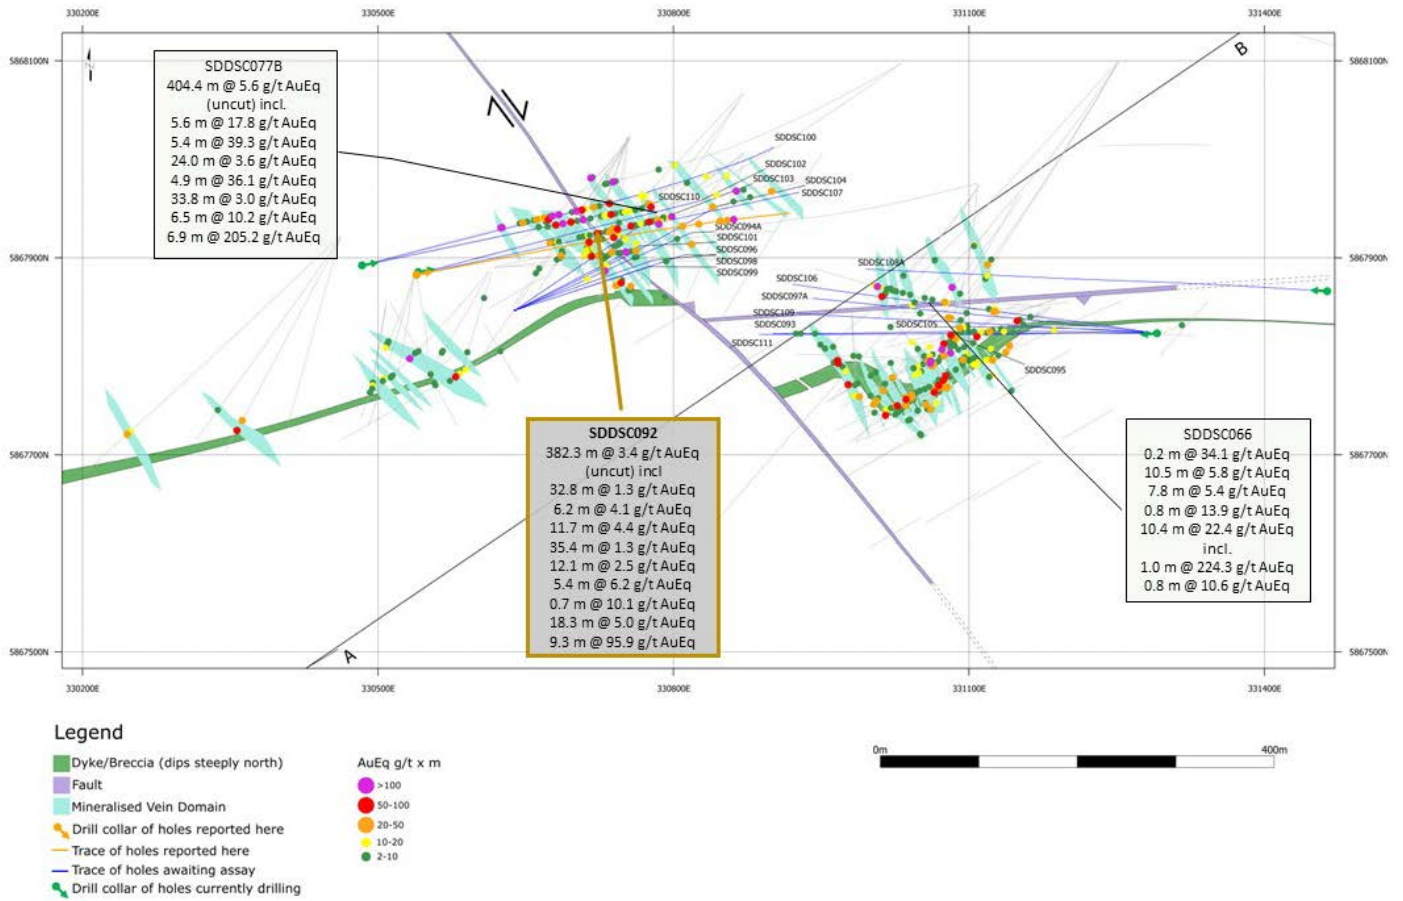 330200E
330500E
330800E
331100E
331400E
5868100N
5868100N
B
SDDSC077B
404.4 m @ 5.6 g/t AuEq
(uncut) incl.
5.6 m @ 17.8 g/t AuEq
5.4 m @ 39.3 g/t AuEq
24.0 m @ 3.6 g/t AuEq
4.9 m @ 36.1 g/t AuEq
33.8 m @ 3.0 g/t AuEq
6.5 m @ 10.2 g/t AuEq
6.9 m @ 205.2 g/t AuEq
SDDSC100
SDDSC102
SDDSC103
SDDSC104
SDDSC107
SDDSC110
SDDSC094A
SDDSC101
SDDSC096
SDDSC098
SDDSC099
5867900N
5867900N
SDDSC108A
SDDSC106
SDDSC097A
SDDSC109
SDDSC093
SDDSC105
SDDSC111
SDDSC095
SDDSC092
382.3 m @ 3.4 g/t AuEq
(uncut) incl
32.8 m @ 1.3 g/t AuEq
6.2 m @ 4.1 g/t AuEq
11.7 m @ 4.4 g/t AuEq
35.4 m @ 1.3 g/t AuEq
12.1 m @ 2.5 g/t AuEq
5.4 m @ 6.2 g/t AuEq
0.7 m @ 10.1 g/t AuEq
18.3 m @ 5.0 g/t AuEq
9.3 m @ 95.9 g/t AuEq
SDDSC066
0.2 m @ 34.1 g/t AuEq
10.5 m @ 5.8 g/t AuEq
7.8 m @ 5.4 g/t AuEq
0.8 m @ 13.9 g/t AuEq
10.4 m @ 22.4 g/t AuEq
incl.
1.0 m @ 224.3 g/t AuEq
0.8 m @ 10.6 g/t AuEq
5867700N
5867700N
5867500N
5867500N
A
330200E
330500E
330800E
331100E
331400E
Legend
Dyke/Breccia (dips steeply north)
Fault
Mineralised Vein Domain
Drill collar of holes reported here
Trace of holes reported here
Trace of holes awaiting assay
Drill collar of holes currently drilling
AuEq g/t x m
>100
50-100
20-50
10-20
2-10
0m
400m